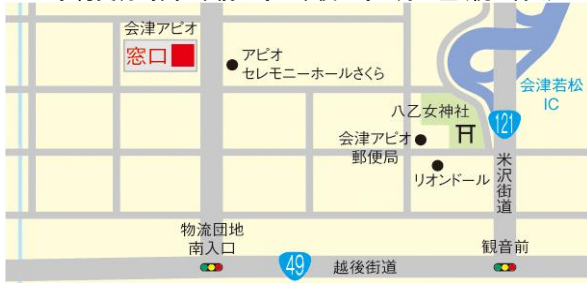 会津アピオ
窓口
アピオ
セレモニーホールさくら
会津若松
IC
八乙女神社
121
会津アピオ
郵便局
リオンドール
米沢街道
物流団地
南入口
観音前
49
越後街道